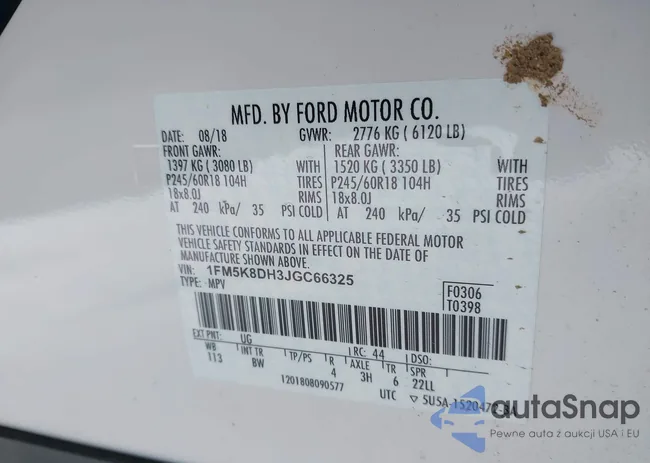 MFD. BY FORD MOTOR CO.
DATE: 08/18 GVWR: 2776 KG ( 6120 LB)
FRONT GAWR: REAR GAWR:
1397 KG ( 3080 LB) WITH 1520 KG ( 3350 LB) WITH
P245/60R18 104H TIRES P245/60R18 104H TIRES
18x8.0J RIMS 18x8.0J RIMS
AT 240 kPa/ 35 PSI COLD AT 240 kPa/ 35 PSI COLD
THIS VEHICLE CONFORMS TO ALL APPLICABLE FEDERAL MOTOR
VEHICLE SAFETY STANDARDS IN EFFECT ON THE DATE OF
MANUFACTURE SHOWN ABOVE.
VIN: 1FM5K8DH3JGC66325
TYPE: MPV
F0306
T0398
EXT PNT: UG RC: 44 DSO:
WB INT TR TP/PS R AXLE TR SPR
113 BW 4 3H 6 22LL
1201808090577
UTC ▽ 5U5A-1520472-BA
autaSnap
Pewne auta z aukcji USA i EU